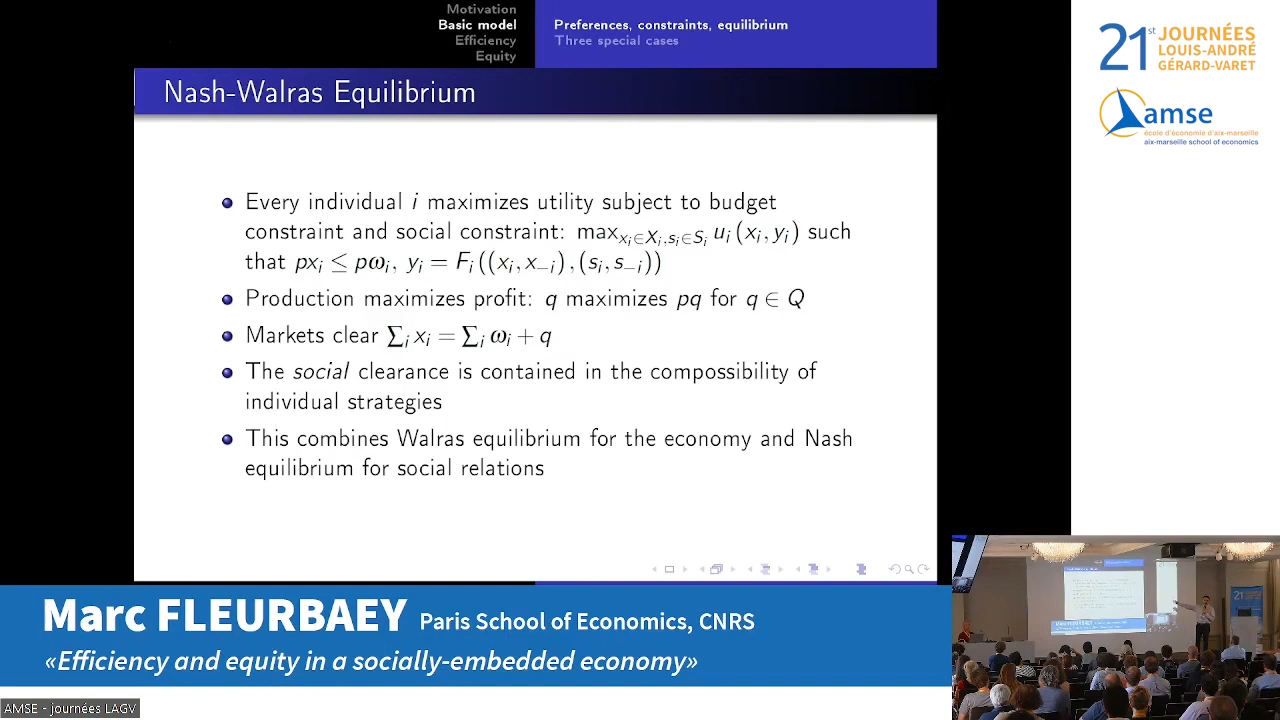 Motivation
Basic model
Efficiency
Equity
Preferences, constraints, equilibrium
Three special cases
Nash-Walras Equilibrium
Every individual i maximizes utility subject to budget
constraint and social constraint: max_{x_i∈X_i,s_i∈S_i} u_i (x_i, y_i) such
that px_i ≤ pω_i, y_i = F_i ((x_i, x_{−i}) , (s_i, s_{−i}))
Production maximizes profit: q maximizes pq for q ∈ Q
Markets clear ∑_i x_i = ∑_i ω_i + q
The social clearance is contained in the compossibility of
individual strategies
This combines Walras equilibrium for the economy and Nash
equilibrium for social relations
21st JOURNÉES
LOUIS-ANDRÉ
GÉRARD-VARET
amse
école d'économie d'aix-marseille
aix-marseille school of economics
Marc FLEURBAEY Paris School of Economics, CNRS
«Efficiency and equity in a socially-embedded economy»
AMSE - journées LAGV